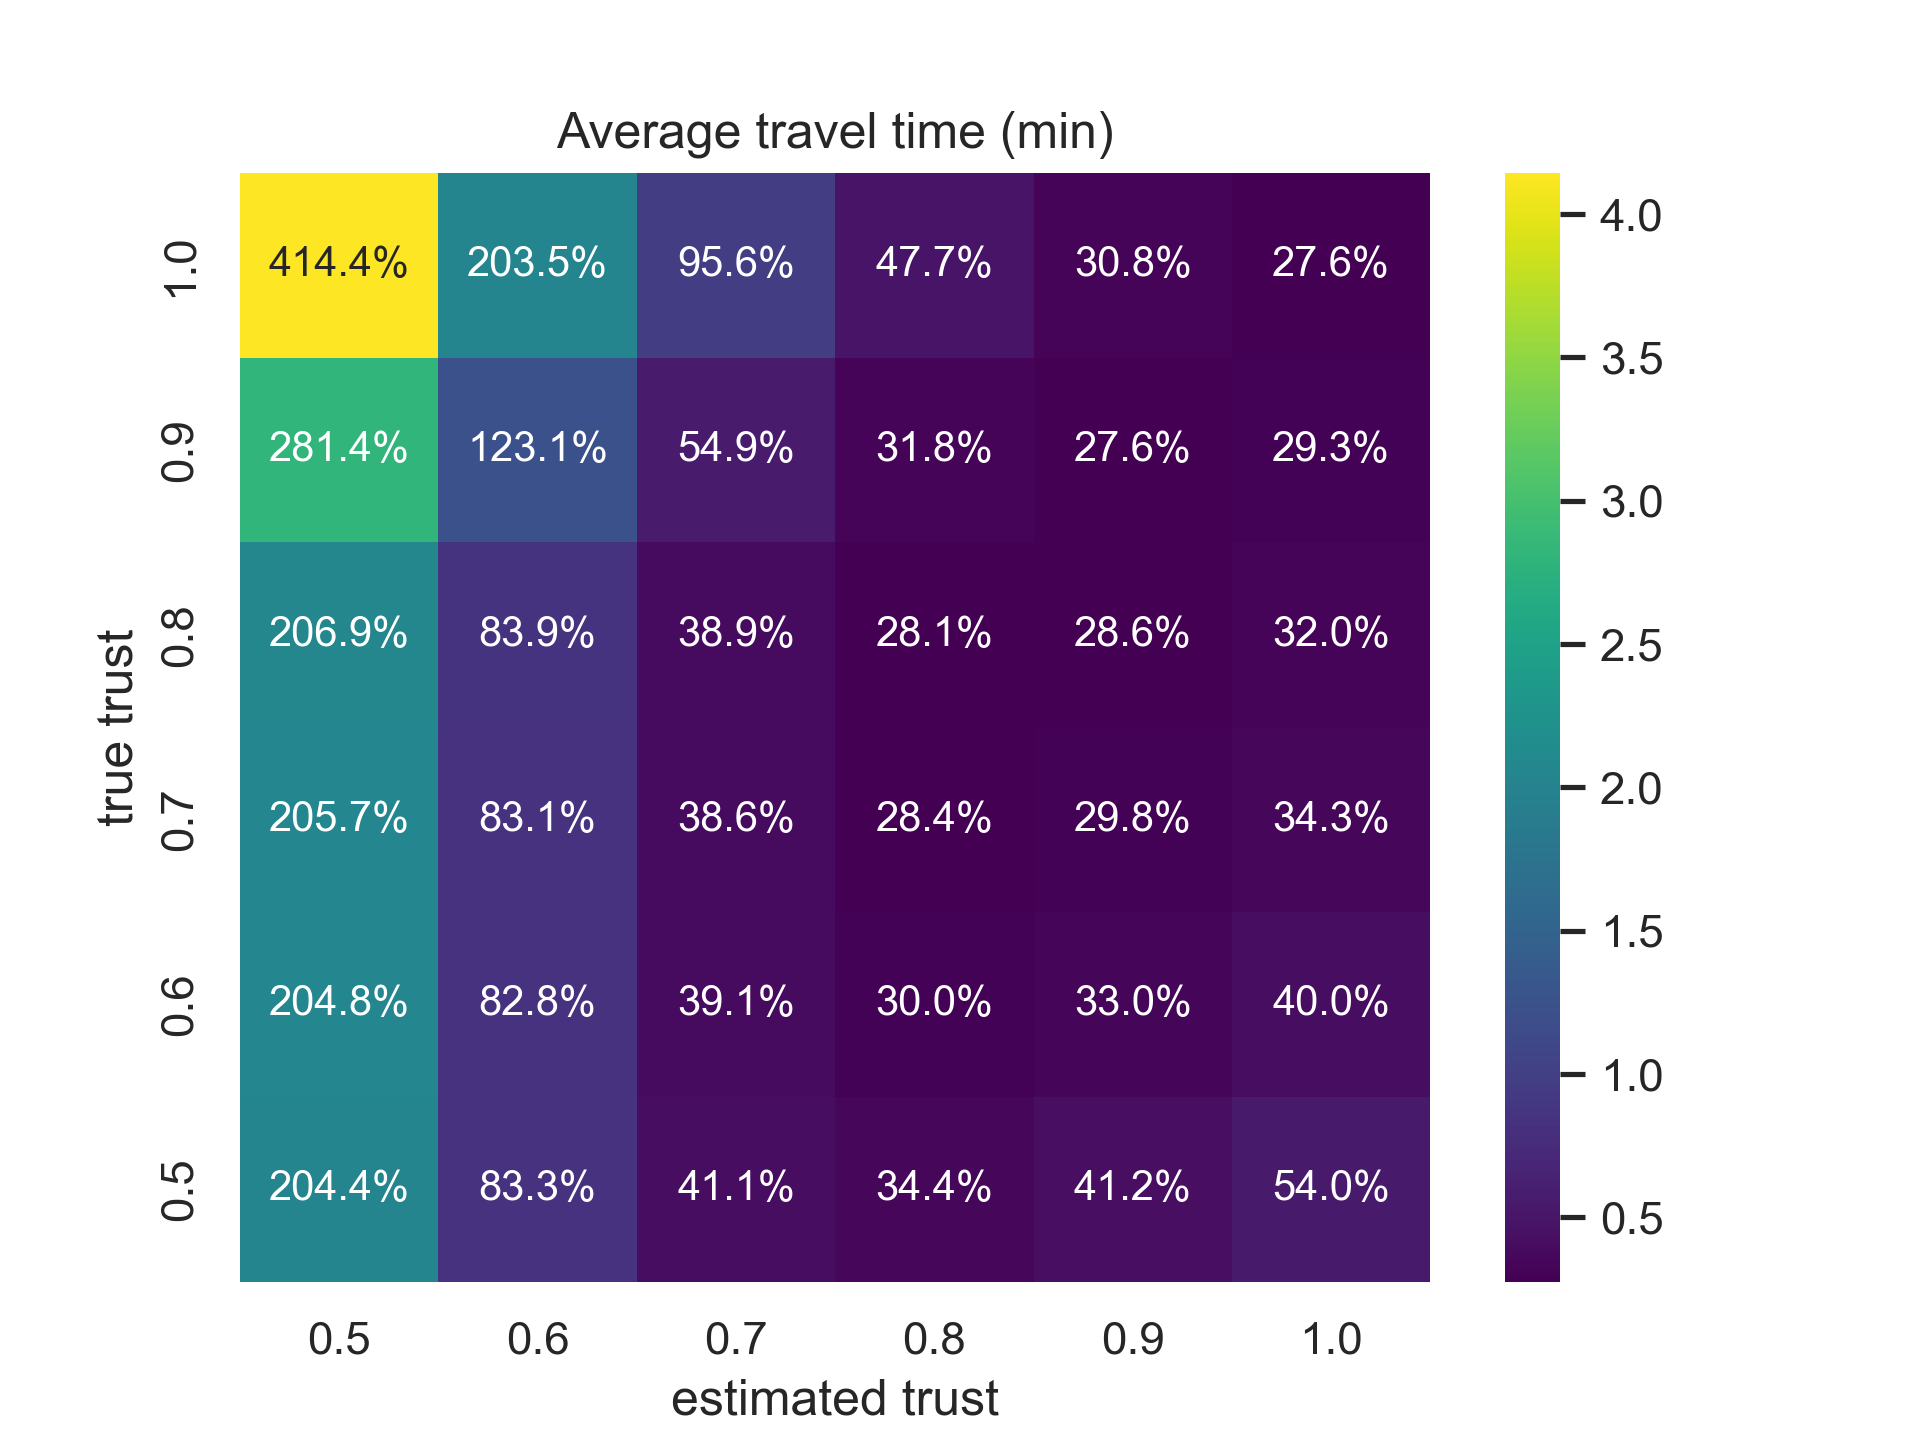 Average travel time (min)
1.0 414.4% 203.5% 95.6% 47.7% 30.8% 27.6%
0.9 281.4% 123.1% 54.9% 31.8% 27.6% 29.3%
0.8 206.9% 83.9% 38.9% 28.1% 28.6% 32.0%
0.7 205.7% 83.1% 38.6% 28.4% 29.8% 34.3%
0.6 204.8% 82.8% 39.1% 30.0% 33.0% 40.0%
0.5 204.4% 83.3% 41.1% 34.4% 41.2% 54.0%
true trust
0.5 0.6 0.7 0.8 0.9 1.0
estimated trust
4.0
3.5
3.0
2.5
2.0
1.5
1.0
0.5